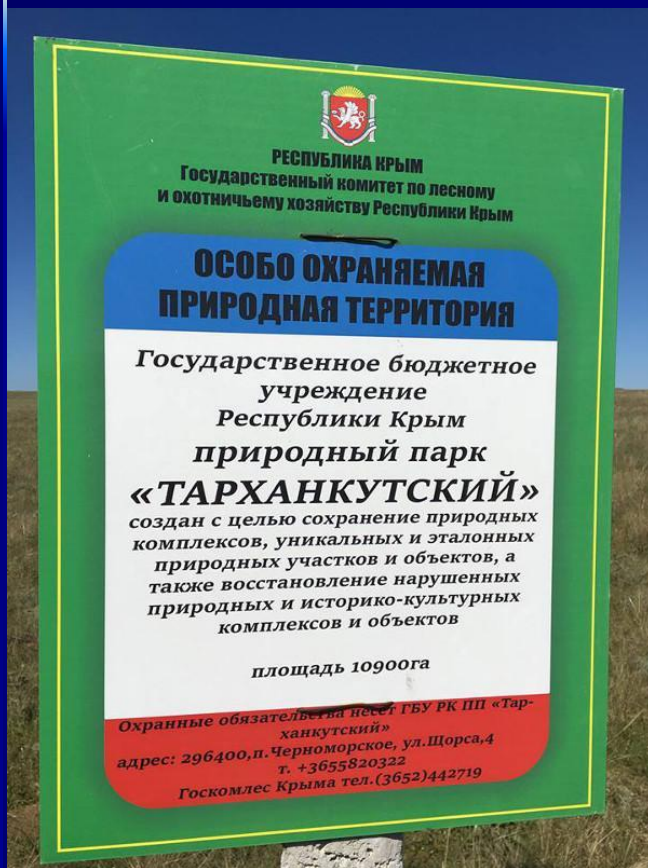 РЕСПУБЛИКА КРЫМ
Государственный комитет по лесному
и охотничьему хозяйству Республики Крым
ОСОБО ОХРАНЯЕМАЯ
ПРИРОДНАЯ ТЕРРИТОРИЯ
Государственное бюджетное
учреждение
Республики Крым
природный парк
«ТАРХАНКУТСКИЙ»
создан с целью сохранение природных
комплексов, уникальных и эталонных
природных участков и объектов, а
также восстановление нарушенных
природных и историко-культурных
комплексов и объектов
площадь 10900га
Охранные обязательства несет ГБУ РК ПП «Тар-
ханкутский»
адрес: 296400,п.Черноморское, ул.Щорса,4
т. +3655820322
Госкомлес Крыма тел.(3652)442719